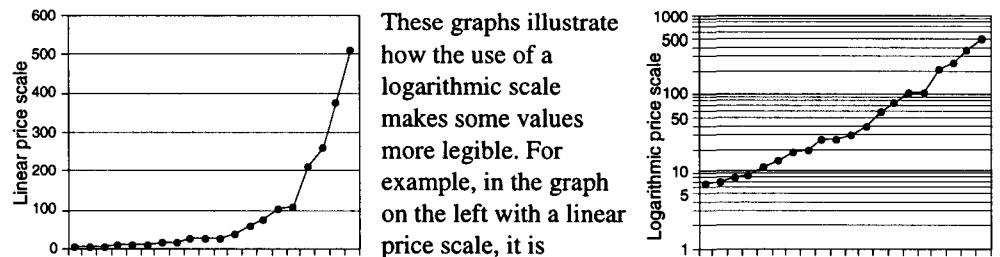 600
500
400
300
200
100
0
Linear price scale
These graphs illustrate
how the use of a
logarithmic scale
makes some values
more legible. For
example, in the graph
on the left with a linear
price scale, it is
1000
500
100
50
10
5
1
Logarithmic price scale